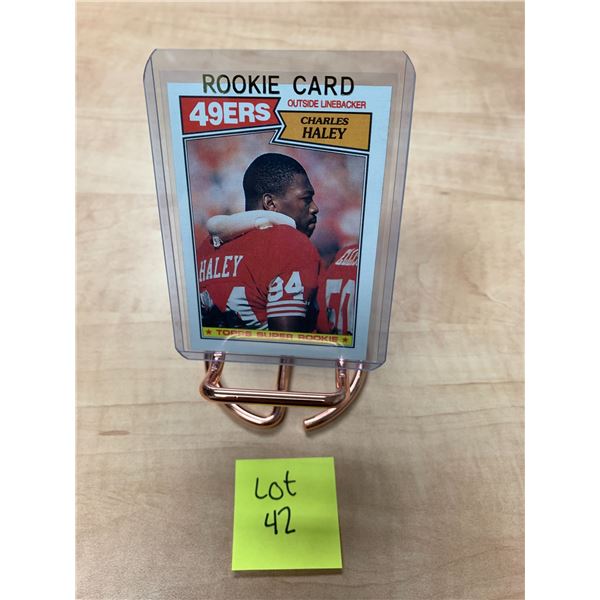 ROOKIE CARD
49ERS
OUTSIDE LINEBACKER
CHARLES
HALEY
HALEY
94
50
TOPPS SUPER ROOKIE
Lot
42